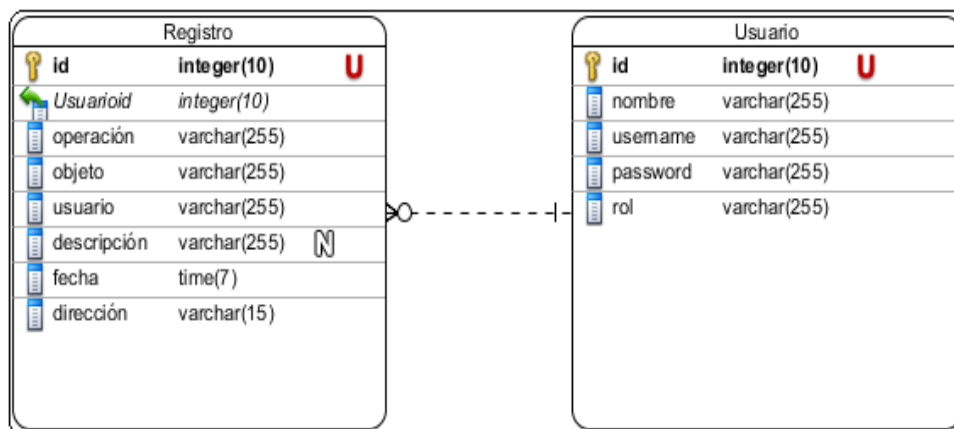 Registro
id integer(10) U
Usuarioid integer(10)
operación varchar(255)
objeto varchar(255)
usuario varchar(255)
descripción varchar(255) N
fecha time(7)
dirección varchar(15)
Usuario
id integer(10) U
nombre varchar(255)
username varchar(255)
password varchar(255)
rol varchar(255)